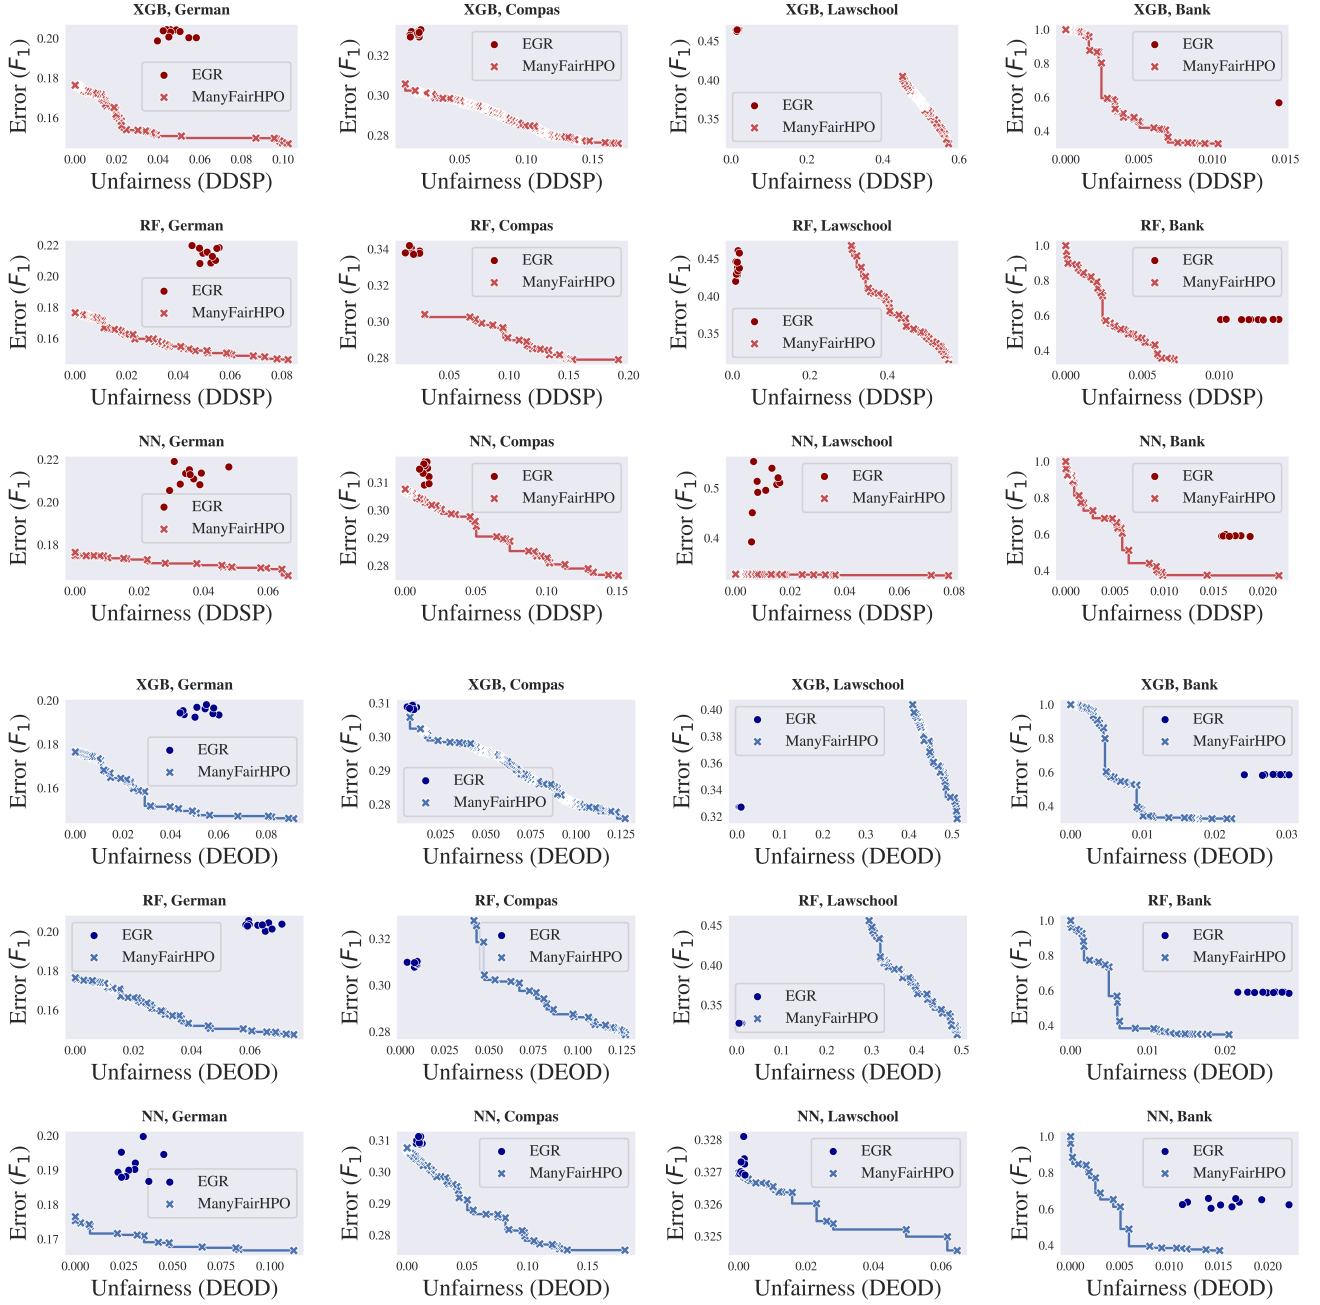 XGB, German
XGB, Compas
XGB, Lawschool
XGB, Bank
Error (F1)
0.20
0.18
0.16
EGR
ManyFairHPO
0.00 0.02 0.04 0.06 0.08 0.10
Unfairness (DDSP)
Error (F1)
0.32
0.30
0.28
EGR
ManyFairHPO
0.05 0.10 0.15
Unfairness (DDSP)
Error (F1)
0.45
0.40
0.35
EGR
ManyFairHPO
0.0 0.2 0.4 0.6
Unfairness (DDSP)
Error (F1)
1.0
0.8
0.6
0.4
EGR
ManyFairHPO
0.000 0.005 0.010 0.015
Unfairness (DDSP)
RF, German
RF, Compas
RF, Lawschool
RF, Bank
Error (F1)
0.22
0.20
0.18
0.16
EGR
ManyFairHPO
0.00 0.02 0.04 0.06 0.08
Unfairness (DDSP)
Error (F1)
0.34
0.32
0.30
0.28
EGR
ManyFairHPO
0.05 0.10 0.15 0.20
Unfairness (DDSP)
Error (F1)
0.45
0.40
0.35
EGR
ManyFairHPO
0.0 0.2 0.4
Unfairness (DDSP)
Error (F1)
1.0
0.8
0.6
0.4
EGR
ManyFairHPO
0.000 0.005 0.010
Unfairness (DDSP)
NN, German
NN, Compas
NN, Lawschool
NN, Bank
Error (F1)
0.22
0.20
0.18
EGR
ManyFairHPO
0.00 0.02 0.04 0.06
Unfairness (DDSP)
Error (F1)
0.31
0.30
0.29
0.28
EGR
ManyFairHPO
0.00 0.05 0.10 0.15
Unfairness (DDSP)
Error (F1)
0.5
0.4
EGR
ManyFairHPO
0.00 0.02 0.04 0.06 0.08
Unfairness (DDSP)
Error (F1)
1.0
0.8
0.6
0.4
EGR
ManyFairHPO
0.000 0.005 0.010 0.015 0.020
Unfairness (DDSP)
XGB, German
XGB, Compas
XGB, Lawschool
XGB, Bank
Error (F1)
0.20
0.18
0.16
EGR
ManyFairHPO
0.00 0.02 0.04 0.06 0.08
Unfairness (DEOD)
Error (F1)
0.31
0.30
0.29
0.28
EGR
ManyFairHPO
0.025 0.050 0.075 0.100 0.125
Unfairness (DEOD)
Error (F1)
0.40
0.38
0.36
0.34
0.32
EGR
ManyFairHPO
0.0 0.1 0.2 0.3 0.4 0.5
Unfairness (DEOD)
Error (F1)
1.0
0.8
0.6
0.4
EGR
ManyFairHPO
0.00 0.01 0.02 0.03
Unfairness (DEOD)
RF, German
RF, Compas
RF, Lawschool
RF, Bank
Error (F1)
0.20
0.18
0.16
EGR
ManyFairHPO
0.00 0.02 0.04 0.06
Unfairness (DEOD)
Error (F1)
0.32
0.30
0.28
EGR
ManyFairHPO
0.000 0.025 0.050 0.075 0.100 0.125
Unfairness (DEOD)
Error (F1)
0.45
0.40
0.35
EGR
ManyFairHPO
0.0 0.1 0.2 0.3 0.4 0.5
Unfairness (DEOD)
Error (F1)
1.0
0.8
0.6
0.4
EGR
ManyFairHPO
0.00 0.01 0.02
Unfairness (DEOD)
NN, German
NN, Compas
NN, Lawschool
NN, Bank
Error (F1)
0.20
0.19
0.18
0.17
EGR
ManyFairHPO
0.000 0.025 0.050 0.075 0.100
Unfairness (DEOD)
Error (F1)
0.31
0.30
0.29
0.28
EGR
ManyFairHPO
0.00 0.05 0.10 0.15
Unfairness (DEOD)
Error (F1)
0.328
0.327
0.326
0.325
EGR
ManyFairHPO
0.00 0.02 0.04 0.06
Unfairness (DEOD)
Error (F1)
1.0
0.8
0.6
0.4
EGR
ManyFairHPO
0.000 0.005 0.010 0.015 0.020
Unfairness (DEOD)